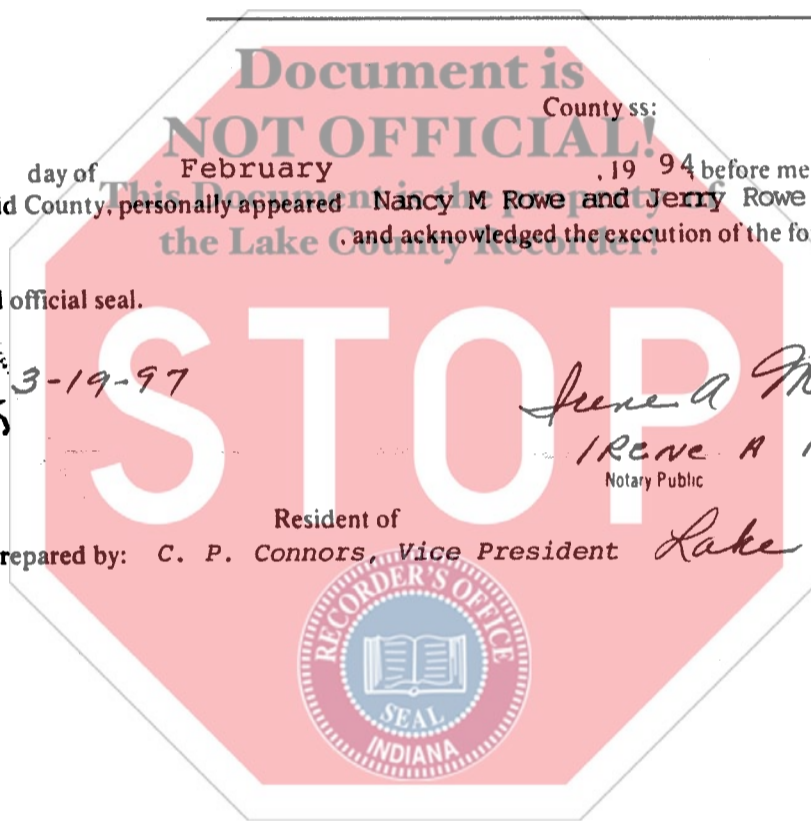 Document is
County ss:
NOT OFFICIAL!
day of February , 19 94 before me
This Document is the property of
id County, personally appeared Nancy M Rowe and Jerry Rowe
the Lake County Recorder!
, and acknowledged the execution of the fo
official seal.
3-19-97
STOP
Irene A M
IRENE A
Notary Public
Resident of
repared by: C. P. Connors, Vice President Lake
RECORDER'S OFFICE
SEAL
INDIANA